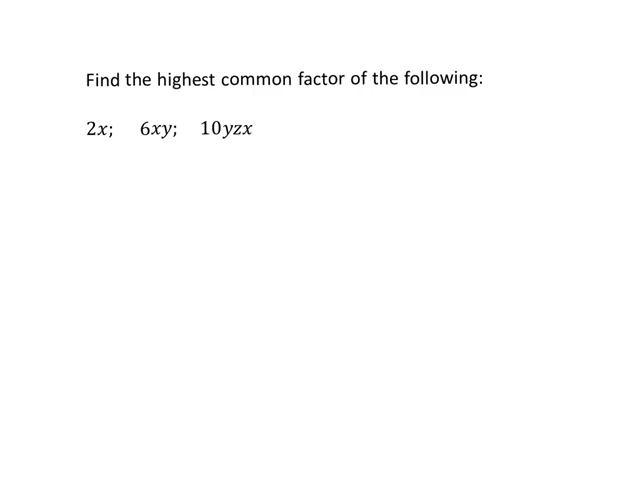 Find the highest common factor of the following:
2x; 6xy; 10yzx